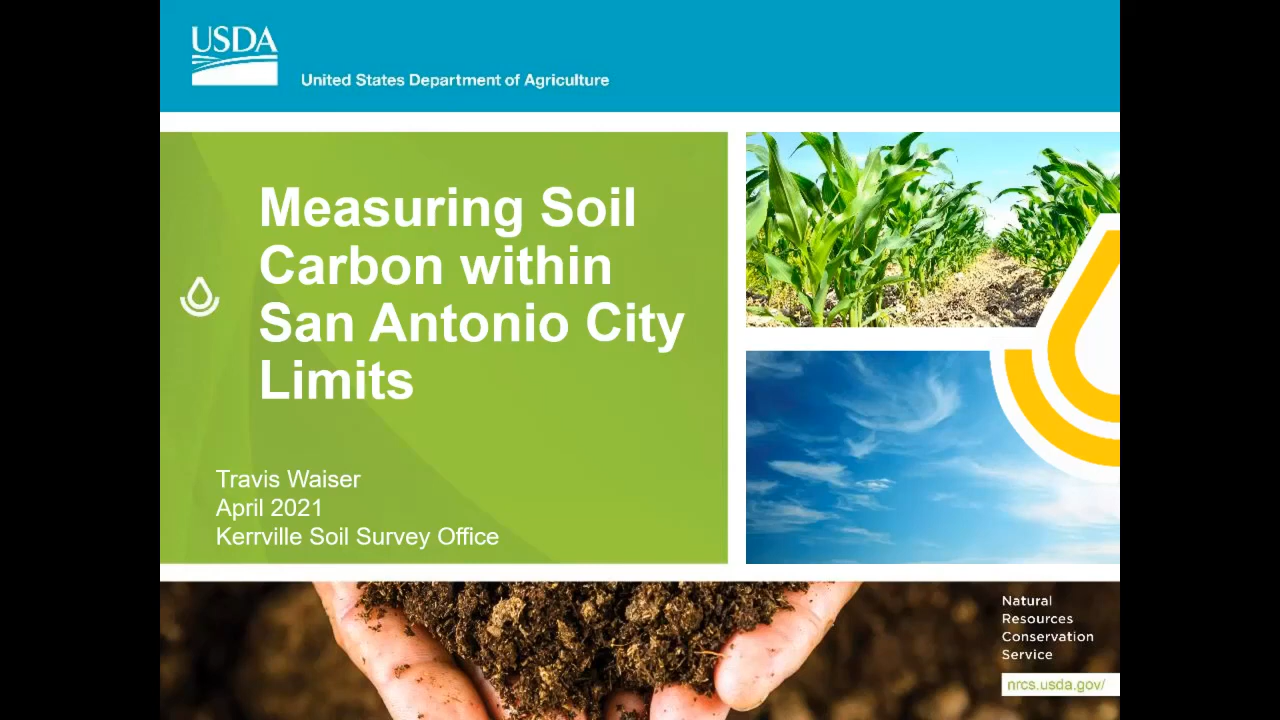 USDA
United States Department of Agriculture
Measuring Soil
Carbon within
San Antonio City
Limits
Travis Waiser
April 2021
Kerrville Soil Survey Office
Natural
Resources
Conservation
Service
nrcs.usda.gov/